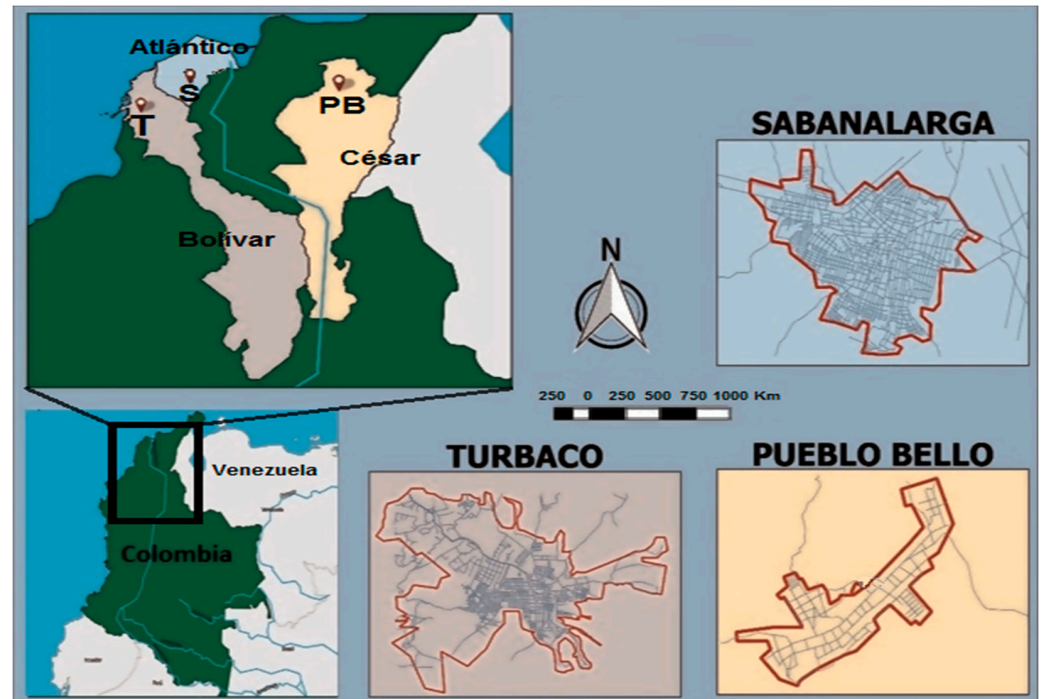 Atlántico
S
T
PB
César
Bolívar
SABANALARGA
N
250 0 250 500 750 1000 Km
TURBACO
PUEBLO BELLO
Venezuela
Colombia